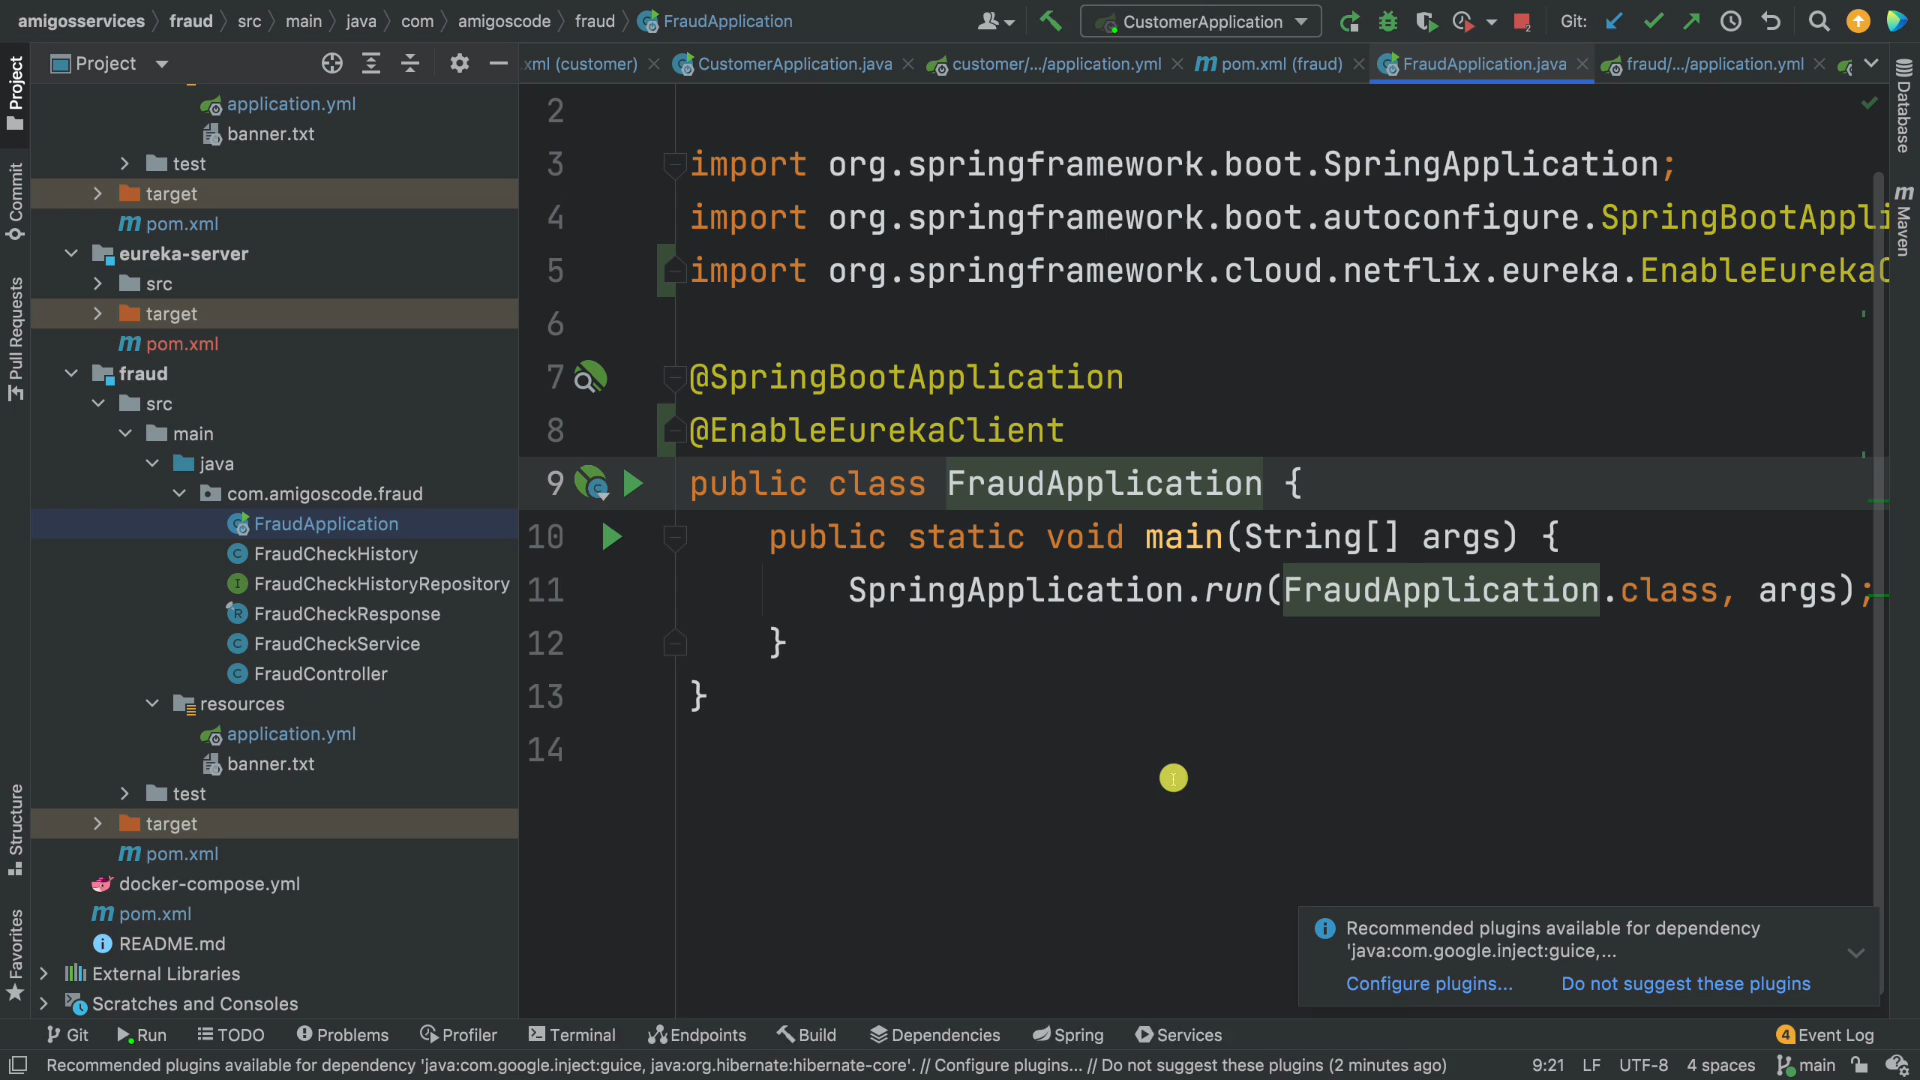 amigosservices fraud src main java com amigoscode fraud FraudApplication
CustomerApplication
Git:
Project
xml (customer)
CustomerApplication.java
customer/.../application.yml
pom.xml (fraud)
FraudApplication.java
fraud/.../application.yml
Project
Commit
Pull Requests
Structure
Favorites
Database
Maven
application.yml
banner.txt
test
target
pom.xml
eureka-server
src
target
pom.xml
fraud
src
main
java
com.amigoscode.fraud
FraudApplication
FraudCheckHistory
FraudCheckHistoryRepository
FraudCheckResponse
FraudCheckService
FraudController
resources
application.yml
banner.txt
test
target
pom.xml
docker-compose.yml
pom.xml
README.md
External Libraries
Scratches and Consoles
2
3 import org.springframework.boot.SpringApplication;
4 import org.springframework.boot.autoconfigure.SpringBootAppli
5 import org.springframework.cloud.netflix.eureka.EnableEurekaC
6
7 @SpringBootApplication
8 @EnableEurekaClient
9 public class FraudApplication {
10 public static void main(String[] args) {
11 SpringApplication.run(FraudApplication.class, args);
12 }
13 }
14
Recommended plugins available for dependency
'java:com.google.inject:guice,...
Configure plugins... Do not suggest these plugins
Git Run TODO Problems Profiler Terminal Endpoints Build Dependencies Spring Services 4 Event Log
Recommended plugins available for dependency 'java:com.google.inject:guice, java:org.hibernate:hibernate-core'. // Configure plugins... // Do not suggest these plugins (2 minutes ago) 9:21 LF UTF-8 4 spaces main